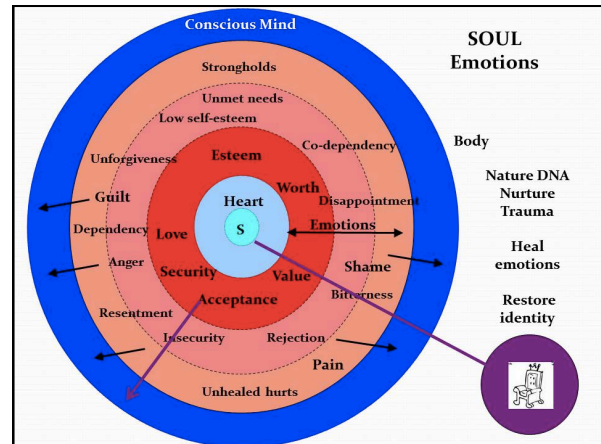 Conscious Mind
SOUL
Emotions
Strongholds
Unmet needs
Low self-esteem
Co-dependency
Body
Esteem
Unforgiveness
Nature DNA
Nurture
Trauma
Heart
Worth
Guilt
Disappointment
S
Emotions
Dependency
Love
Heal
emotions
Anger
Security
Value
Shame
Acceptance
Bitterness
Restore
identity
Resentment
Insecurity
Rejection
Pain
Unhealed hurts